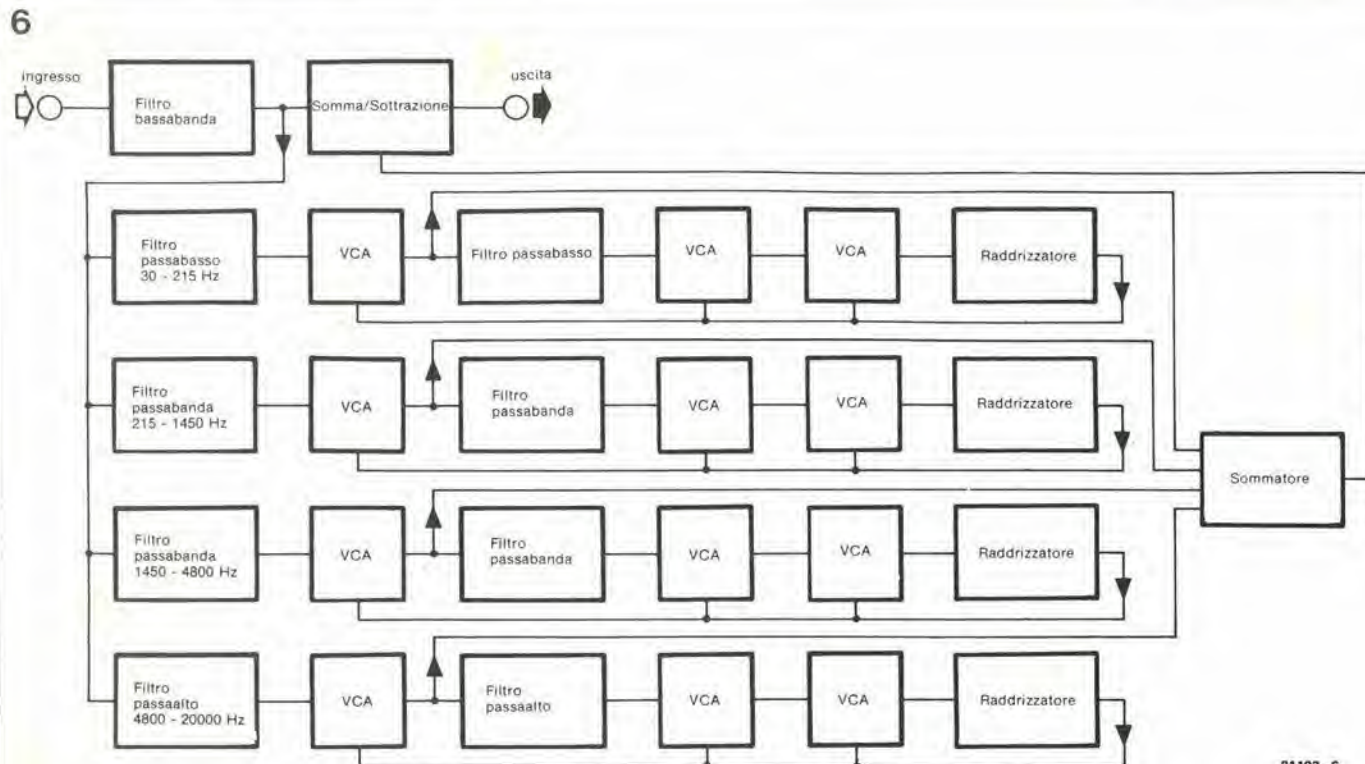 6
ingresso
Filtro
bassabanda
Somma/Sottrazione
uscita
Filtro
passabasso
30 - 215 Hz
VCA
Filtro passabasso
VCA
VCA
Raddrizzatore
Filtro
passabanda
215 - 1450 Hz
VCA
Filtro
passabanda
VCA
VCA
Raddrizzatore
Sommatore
Filtro
passabanda
1450 - 4800 Hz
VCA
Filtro
passabanda
VCA
VCA
Raddrizzatore
Filtro
passaalto
4800 - 20000 Hz
VCA
Filtro
passaalto
VCA
VCA
Raddrizzatore